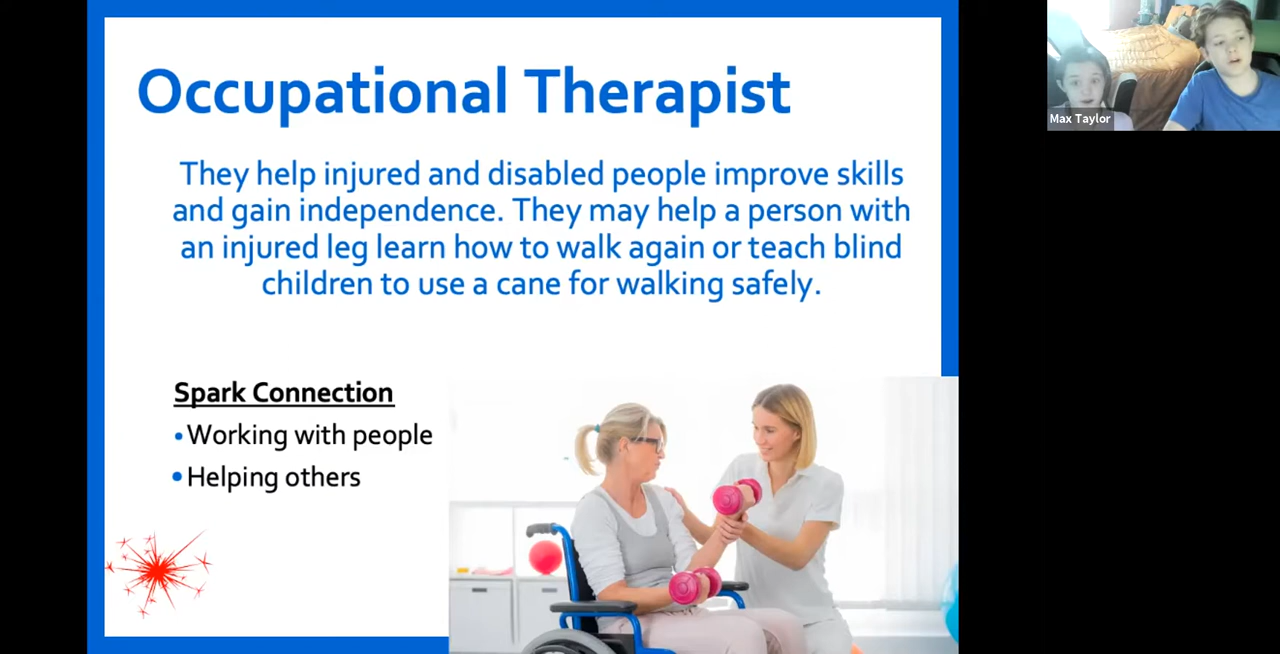 Occupational Therapist
They help injured and disabled people improve skills
and gain independence. They may help a person with
an injured leg learn how to walk again or teach blind
children to use a cane for walking safely.
Spark Connection
•Working with people
•Helping others
Max Taylor